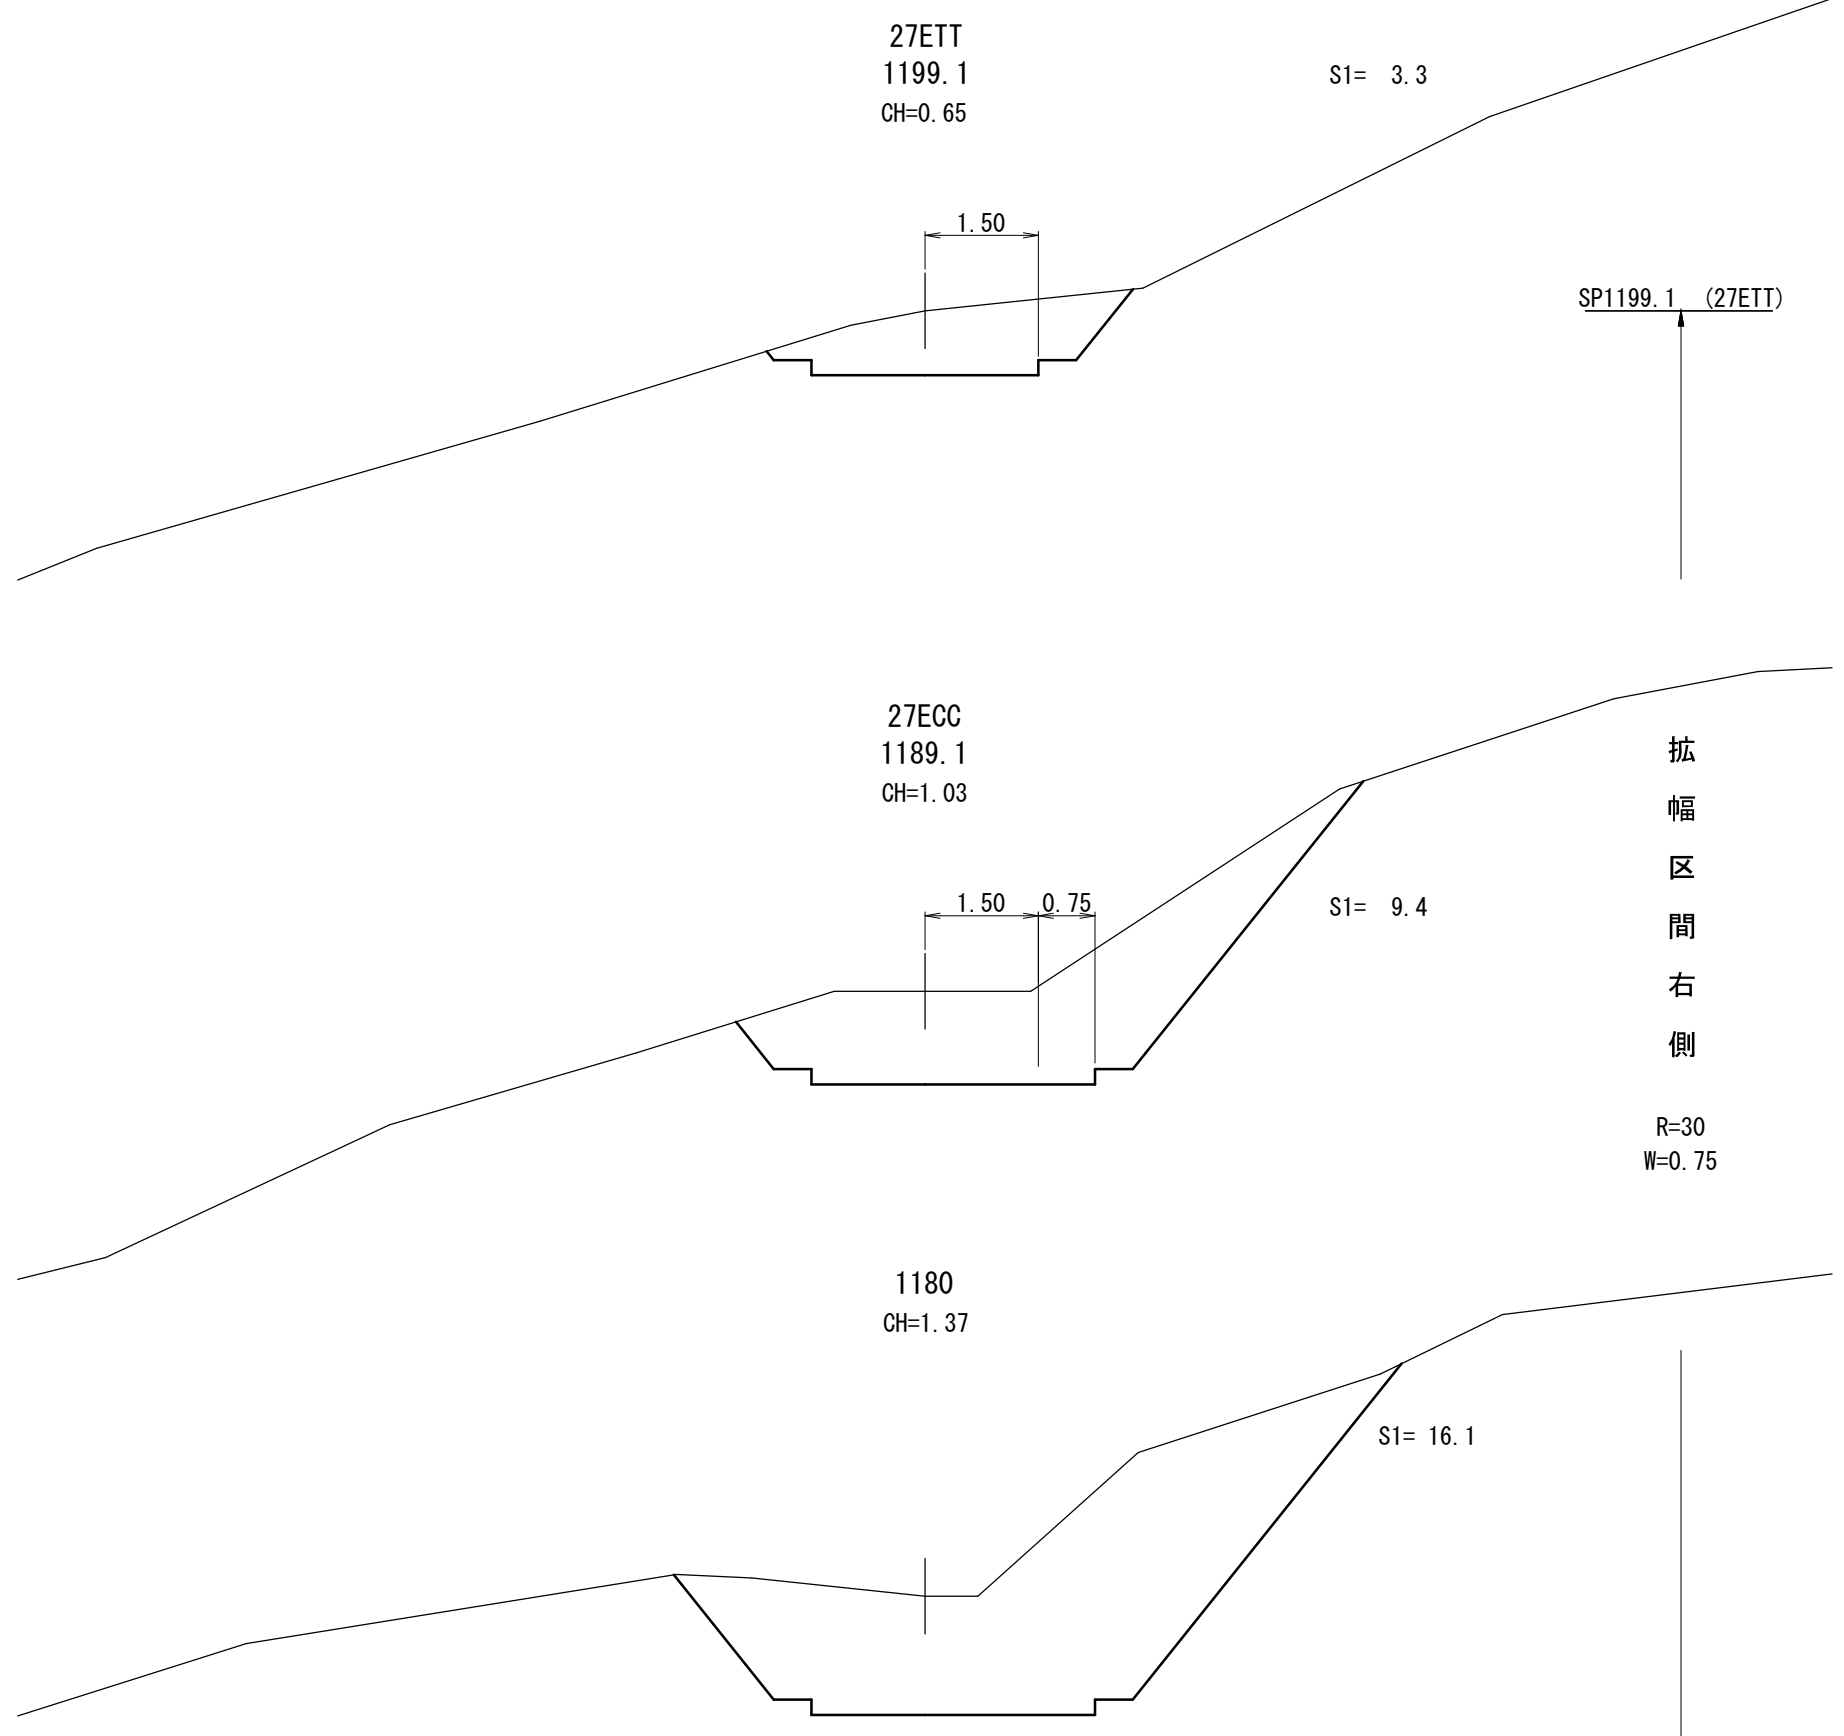 27ETT
1199.1
CH=0.65
S1= 3.3
1.50
SP1199.1 (27ETT)
27ECC
1189.1
CH=1.03
1.50
0.75
S1= 9.4
拡
幅
区
間
右
側
R=30
W=0.75
1180
CH=1.37
S1= 16.1